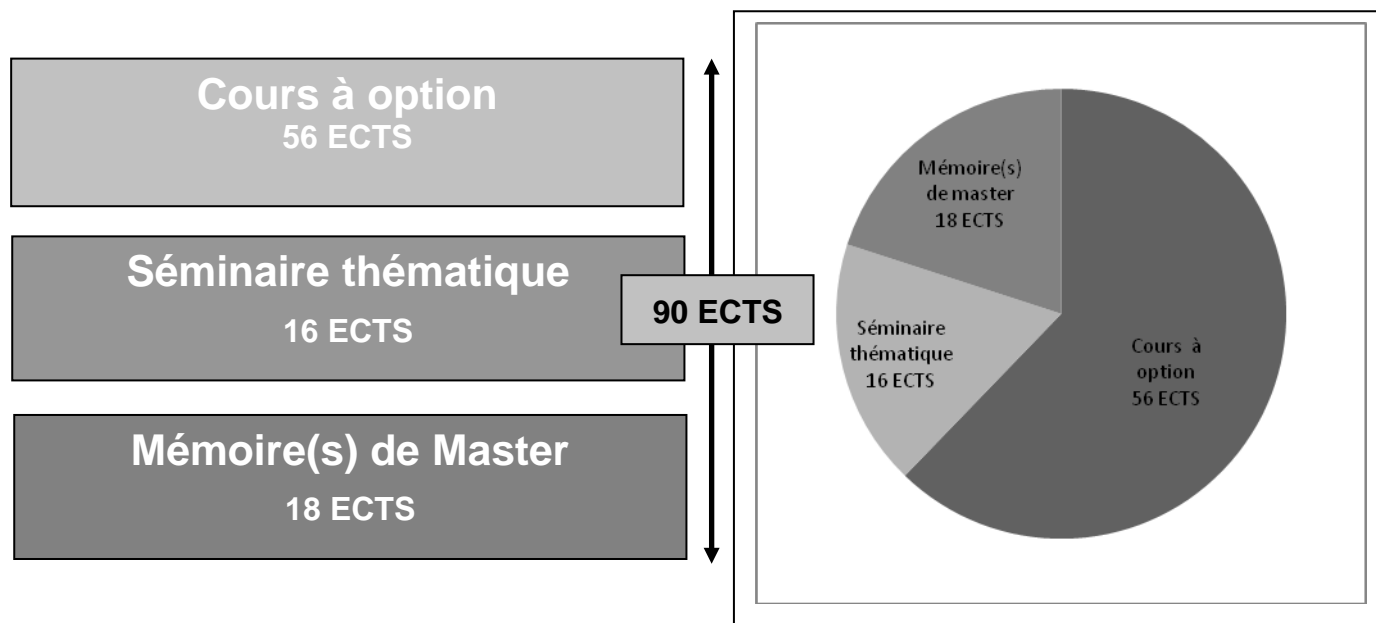 Cours à option
56 ECTS
Séminaire thématique
16 ECTS
Mémoire(s) de Master
18 ECTS
90 ECTS
Mémoire(s)
de master
18 ECTS
Séminaire
thématique
16 ECTS
Cours à
option
56 ECTS